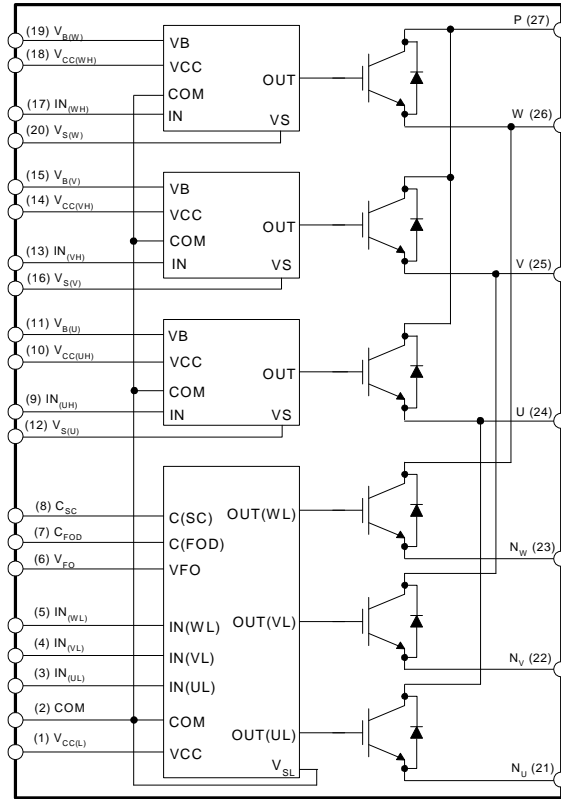 (19) VB(W)
(18) VCC(WH)
(17) IN(WH)
(20) VS(W)
VB
VCC
COM
IN
OUT
VS
P (27)
W (26)
(15) VB(V)
(14) VCC(VH)
(13) IN(VH)
(16) VS(V)
VB
VCC
COM
IN
OUT
VS
V (25)
(11) VB(U)
(10) VCC(UH)
(9) IN(UH)
(12) VS(U)
VB
VCC
COM
IN
OUT
VS
U (24)
(8) CSC
(7) CFOD
(6) VFO
(5) IN(WL)
(4) IN(VL)
(3) IN(UL)
(2) COM
(1) VCC(L)
C(SC)
C(FOD)
VFO
IN(WL)
IN(VL)
IN(UL)
COM
VCC
OUT(WL)
OUT(VL)
OUT(UL)
VSL
NW (23)
NV (22)
NU (21)